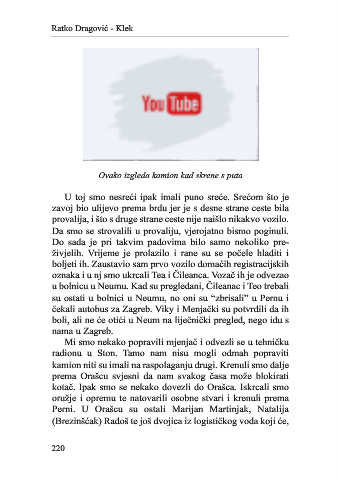 Ratko Dragović - Klek
YouTube
Ovako izgleda kamion kad skrene s puta
U toj smo nesreći ipak imali puno sreće. Srećom što je
zavoj bio ulijevo prema brdu jer je s desne strane ceste bila
provalija, i što s druge strane ceste nije naišlo nikakvo vozilo.
Da smo se strovalili u provaliju, vjerojatno bismo poginuli.
Do sada je pri takvim padovima bilo samo nekoliko pre-
živjelih. Vrijeme je prolazilo i rane su se počele hladiti i
boljeti ih. Zaustavio sam prvo vozilo domaćih registracijskih
oznaka i u nj smo ukrcali Tea i Čileanca. Vozač ih je odvezao
u bolnicu u Neumu. Kad su pregledani, Čileanac i Teo trebali
su ostati u bolnici u Neumu, no oni su “zbrisali” u Pernu i
čekali autobus za Zagreb. Viky i Menjački su potvrdili da ih
boli, ali ne će otići u Neum na liječnički pregled, nego idu s
nama u Zagreb.
Mi smo nekako popravili mjenjač i odvezli se u tehničku
radionu u Ston. Tamo nam nisu mogli odmah popraviti
kamion niti su imali na raspolaganju drugi. Krenuli smo dalje
prema Orašcu svjesni da nam svakog časa može blokirati
kotač. Ipak smo se nekako dovezli do Orašca. Iskrcali smo
oružje i opremu te natovarili osobne stvari i krenuli prema
Perni. U Orašcu su ostali Marijan Martinjak, Natalija
(Brezinšćak) Radoš te još dvojica iz logističkog voda koji će,
220